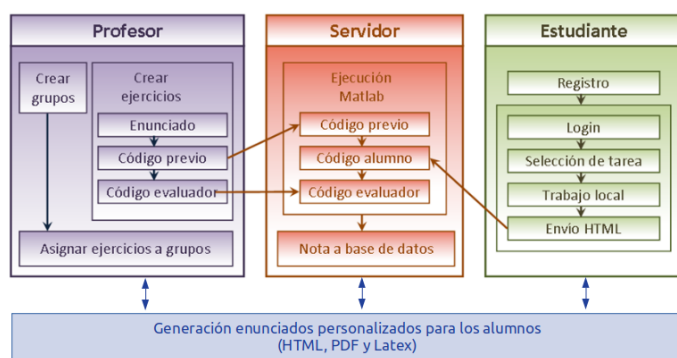 Profesor
Crear
grupos
Crear
ejercicios
Enunciado
Código previo
Código evaluador
Asignar ejercicios a grupos
Servidor
Ejecución
Matlab
Código previo
Código alumno
Código evaluador
Nota a base de datos
Estudiante
Registro
Login
Selección de tarea
Trabajo local
Envio HTML
Generación enunciados personalizados para los alumnos
(HTML, PDF y Latex)